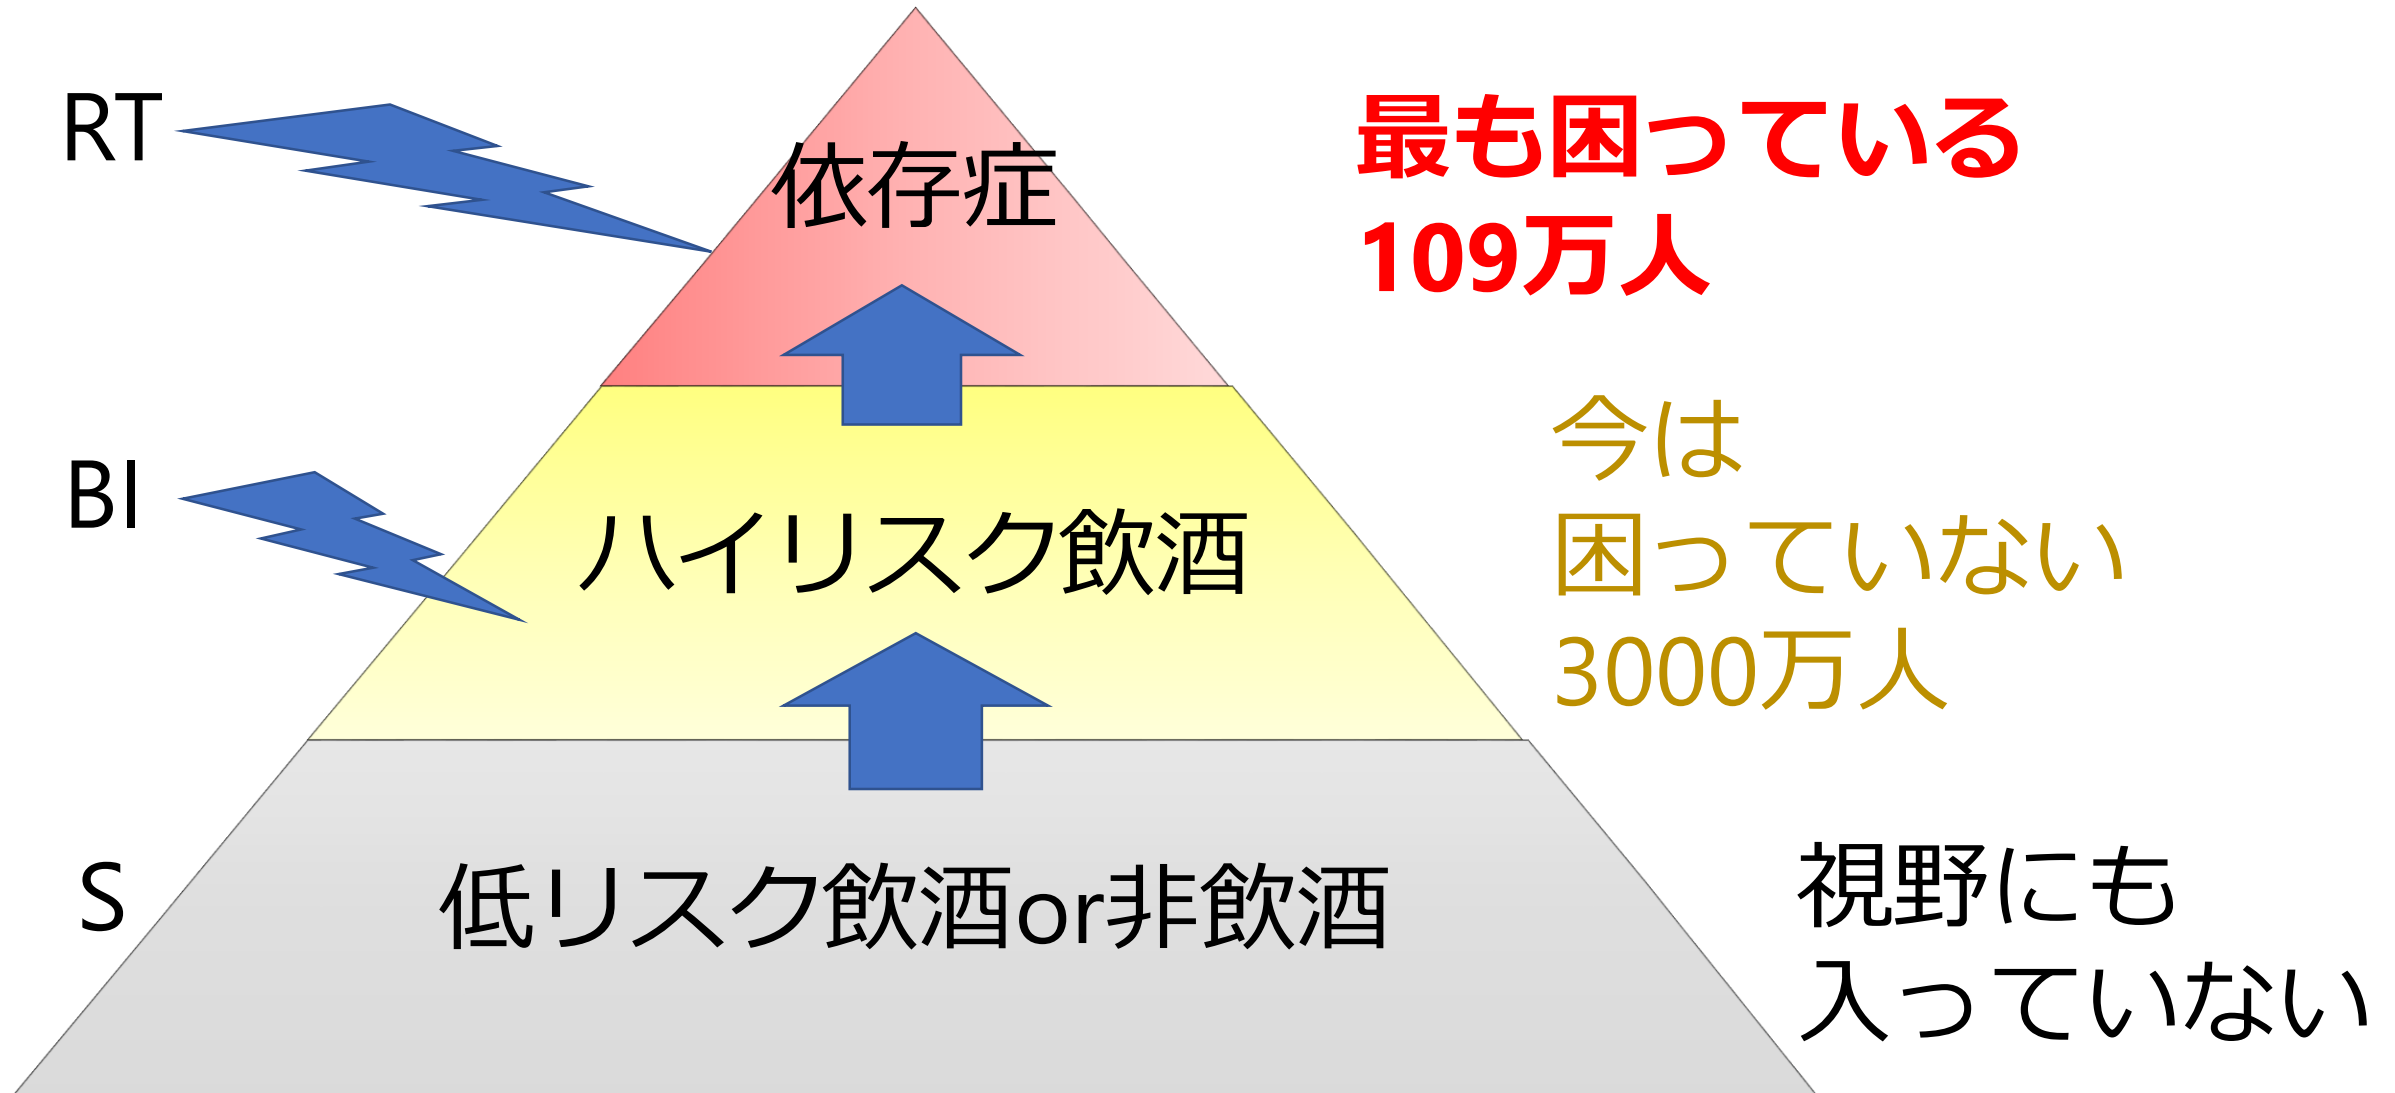 RT
依存症
最も困っている
109万人
BI
ハイリスク飲酒
今は
困っていない
3000万人
S
低リスク飲酒or非飲酒
視野にも
入っていない